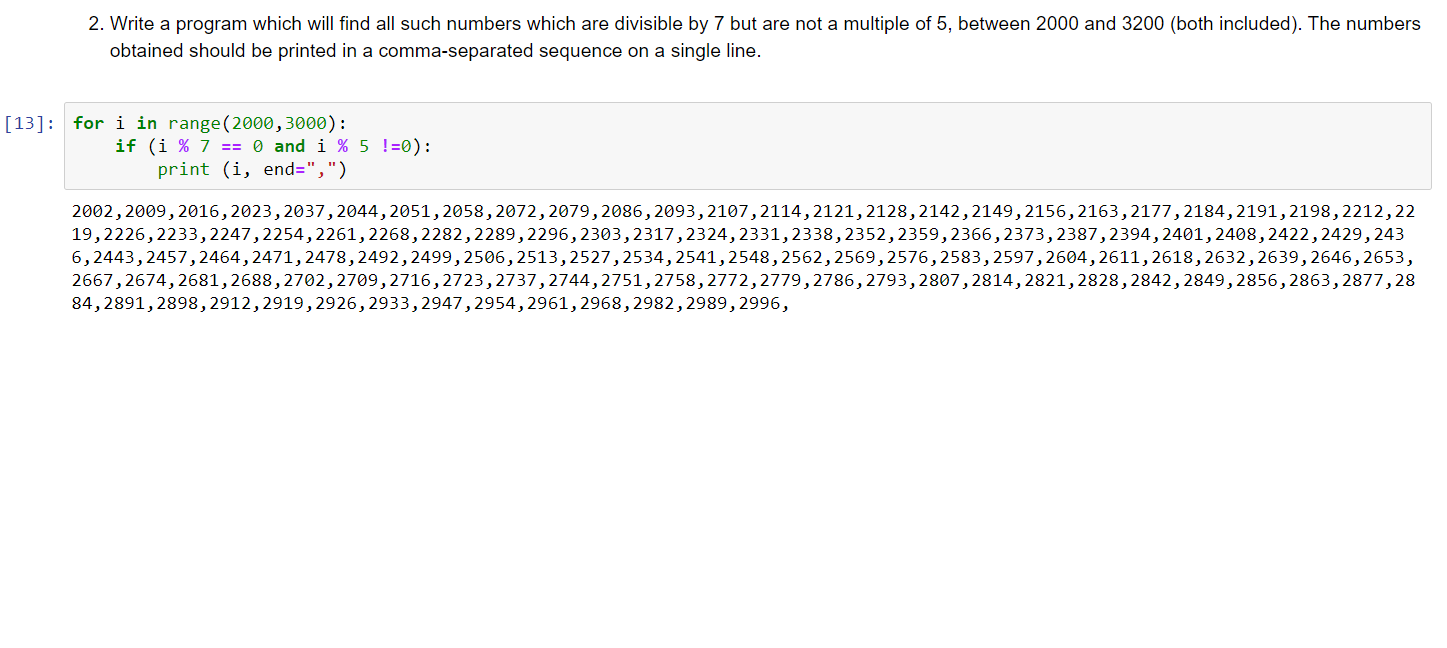 2. Write a program which will find all such numbers which are divisible by 7 but are not a multiple of 5, between 2000 and 3200 (both included). The numbers
obtained should be printed in a comma-separated sequence on a single line.
[13]: for i in range(2000,3000):
    if (i % 7 == 0 and i % 5 !=0):
        print (i, end=",")
2002,2009,2016,2023,2037,2044,2051,2058,2072,2079,2086,2093,2107,2114,2121,2128,2142,2149,2156,2163,2177,2184,2191,2198,2212,22
19,2226,2233,2247,2254,2261,2268,2282,2289,2296,2303,2317,2324,2331,2338,2352,2359,2366,2373,2387,2394,2401,2408,2422,2429,243
6,2443,2457,2464,2471,2478,2492,2499,2506,2513,2527,2534,2541,2548,2562,2569,2576,2583,2597,2604,2611,2618,2632,2639,2646,2653,
2667,2674,2681,2688,2702,2709,2716,2723,2737,2744,2751,2758,2772,2779,2786,2793,2807,2814,2821,2828,2842,2849,2856,2863,2877,28
84,2891,2898,2912,2919,2926,2933,2947,2954,2961,2968,2982,2989,2996,